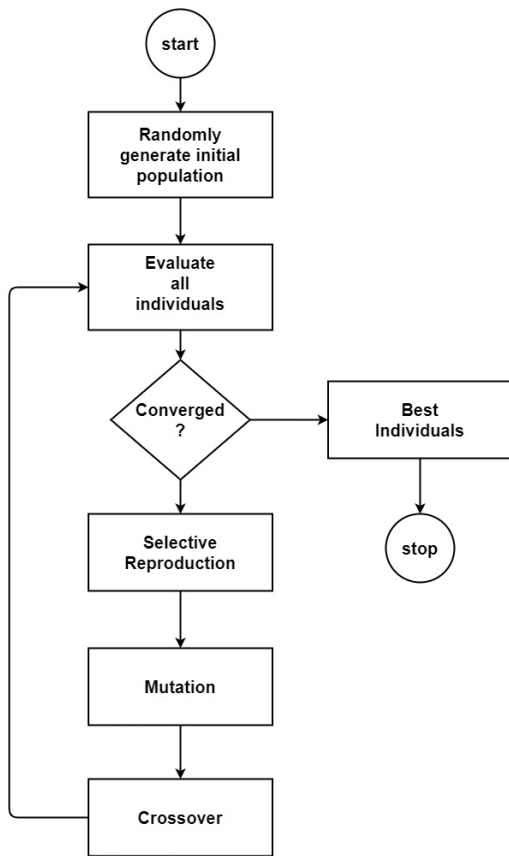 start
Randomly
generate initial
population
Evaluate
all
individuals
Converged
?
Best
Individuals
Selective
Reproduction
stop
Mutation
Crossover